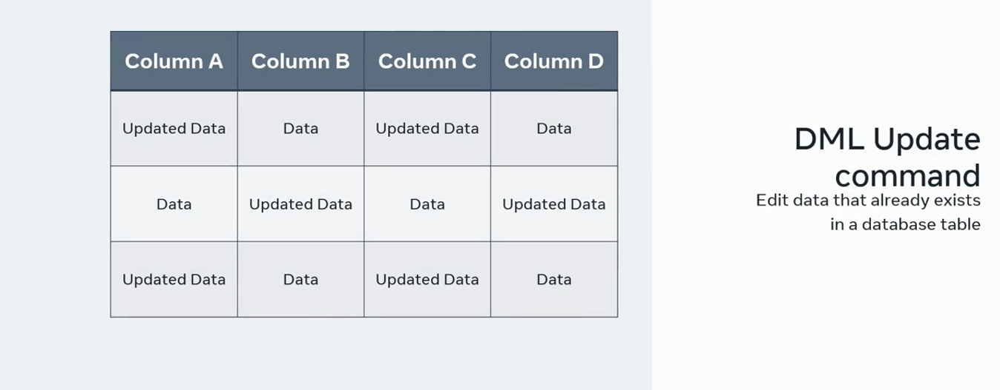 Column A Column B Column C Column D
Updated Data Data Updated Data Data
Data Updated Data Data Updated Data
Updated Data Data Updated Data Data
DML Update
command
Edit data that already exists
in a database table